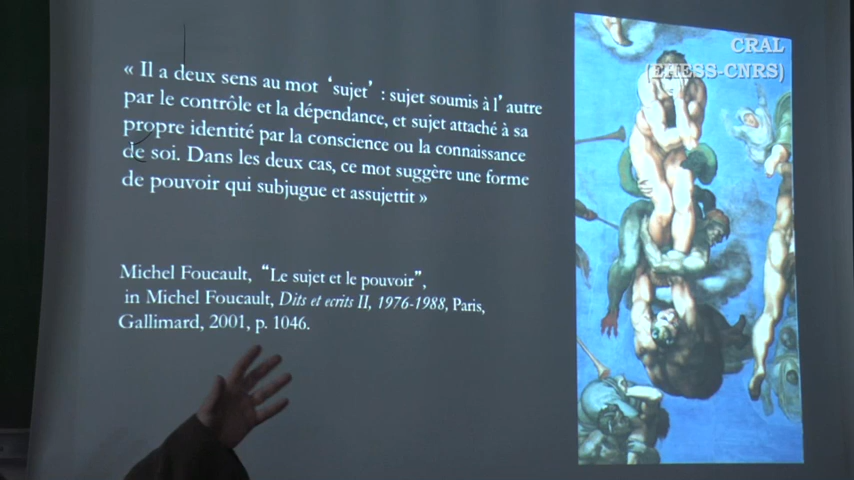 « Il a deux sens au mot ‘sujet’ : sujet soumis à l’autre
par le contrôle et la dépendance, et sujet attaché à sa
propre identité par la conscience ou la connaissance
de soi. Dans les deux cas, ce mot suggère une forme
de pouvoir qui subjugue et assujettit »
Michel Foucault, “Le sujet et le pouvoir”,
in Michel Foucault, Dits et ecrits II, 1976-1988, Paris,
Gallimard, 2001, p. 1046.
CRAL
(EHESS-CNRS)